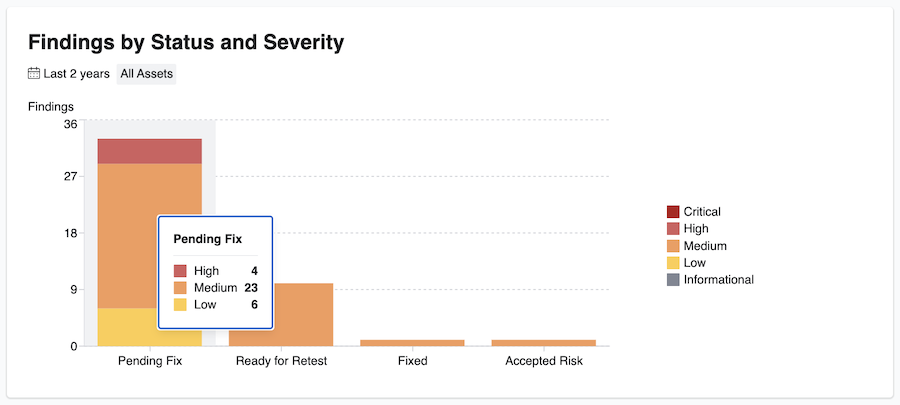 Findings by Status and Severity
Last 2 years All Assets
Findings
36
27
18
9
0
Pending Fix
High 4
Medium 23
Low 6
Pending Fix Ready for Retest Fixed Accepted Risk
Critical
High
Medium
Low
Informational